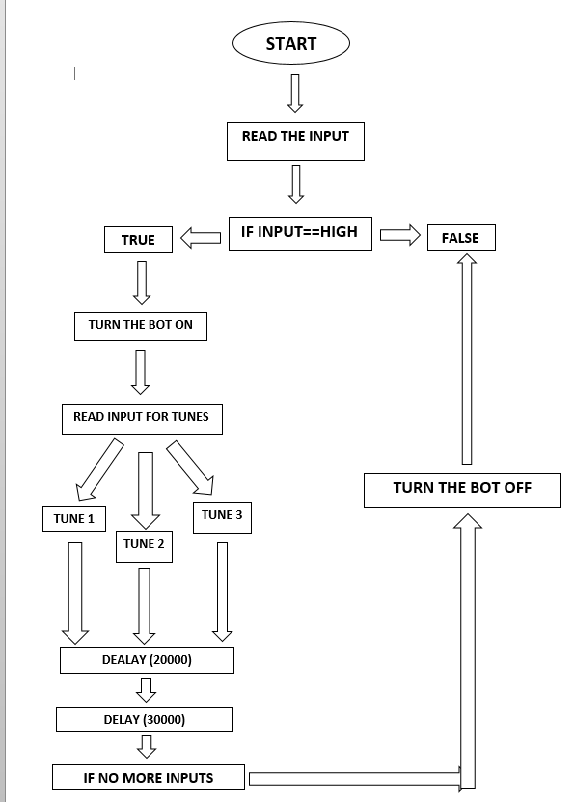 START
READ THE INPUT
IF INPUT==HIGH
TRUE
FALSE
TURN THE BOT ON
READ INPUT FOR TUNES
TURN THE BOT OFF
TUNE 1
TUNE 2
TUNE 3
DEALAY (20000)
DELAY (30000)
IF NO MORE INPUTS